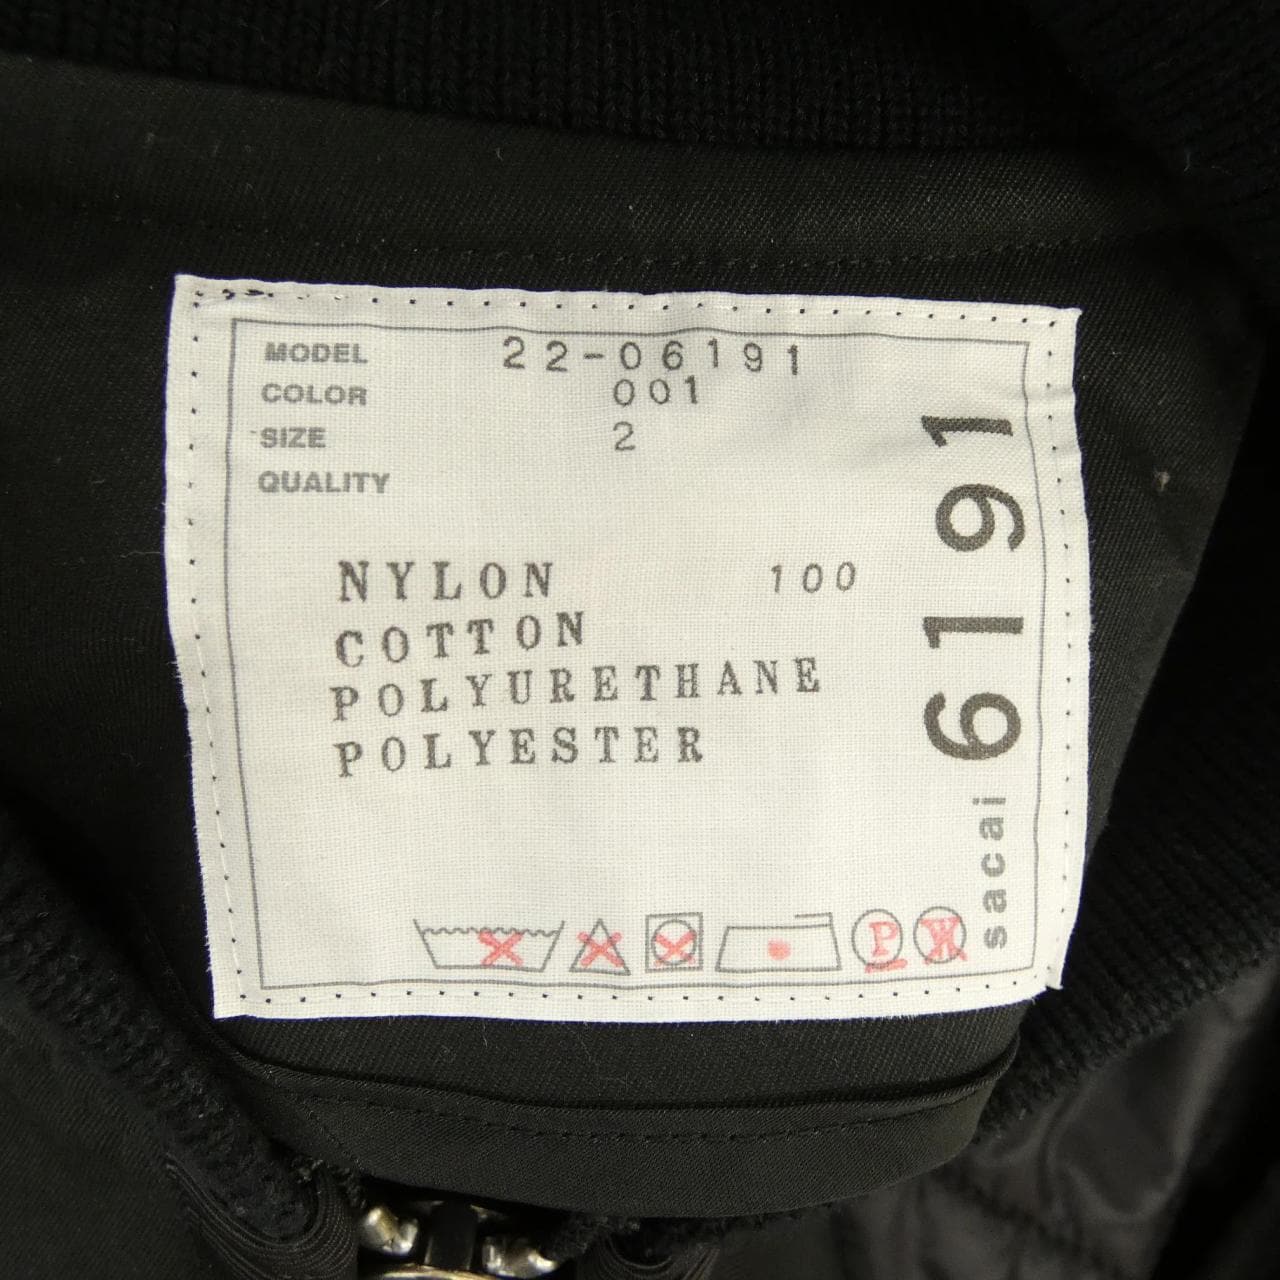 MODEL 22-06191
COLOR 001
SIZE 2
QUALITY
NYLON 100
COTTON
POLYURETHANE
POLYESTER
P W
sacai 6191